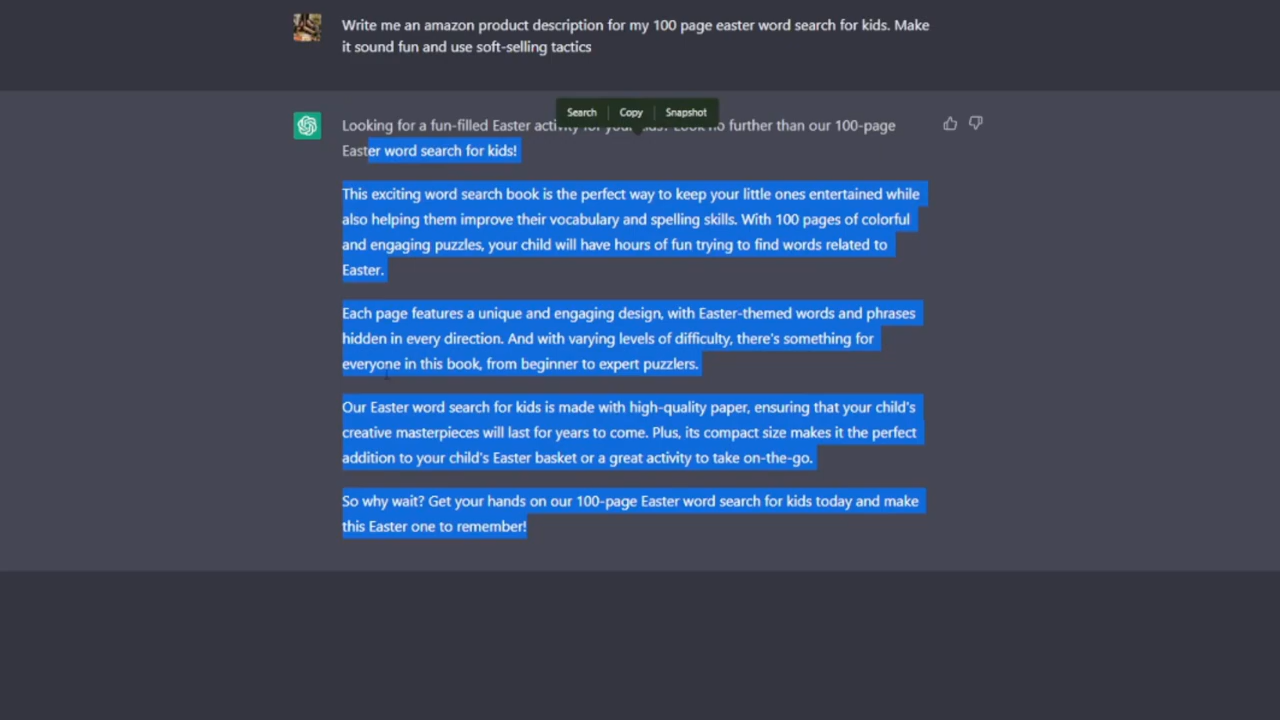 Write me an amazon product description for my 100 page easter word search for kids. Make
it sound fun and use soft-selling tactics
Search Copy Snapshot
Looking for a fun-filled Easter activity for your kids? Look no further than our 100-page
Easter word search for kids!
This exciting word search book is the perfect way to keep your little ones entertained while
also helping them improve their vocabulary and spelling skills. With 100 pages of colorful
and engaging puzzles, your child will have hours of fun trying to find words related to
Easter.
Each page features a unique and engaging design, with Easter-themed words and phrases
hidden in every direction. And with varying levels of difficulty, there's something for
everyone in this book, from beginner to expert puzzlers.
Our Easter word search for kids is made with high-quality paper, ensuring that your child's
creative masterpieces will last for years to come. Plus, its compact size makes it the perfect
addition to your child's Easter basket or a great activity to take on-the-go.
So why wait? Get your hands on our 100-page Easter word search for kids today and make
this Easter one to remember!